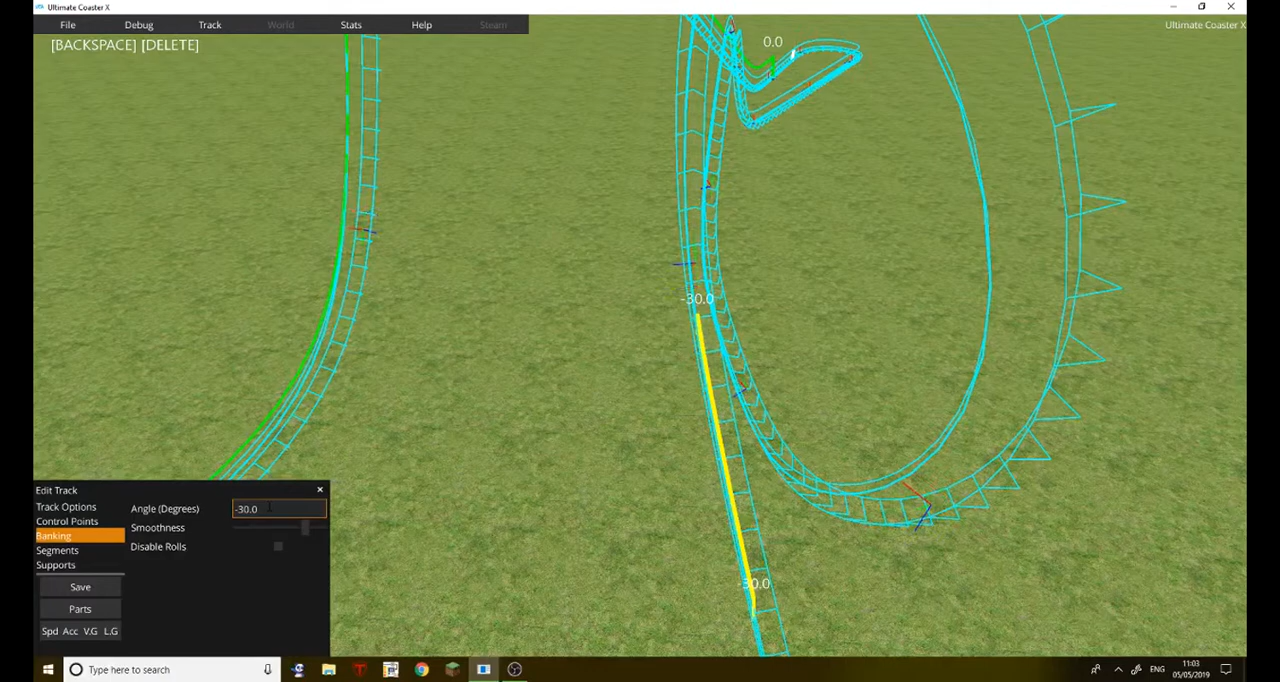 Ultimate Coaster X
File Debug Track World Stats Help Steam
Ultimate Coaster X
[BACKSPACE] [DELETE]
0.0
-30.0
-30.0
Edit Track
Track Options
Control Points
Banking
Segments
Supports
Save
Parts
Spd Acc V.G L.G
Angle (Degrees) -30.0
Smoothness
Disable Rolls
Type here to search
ENG
11:03
05/05/2019